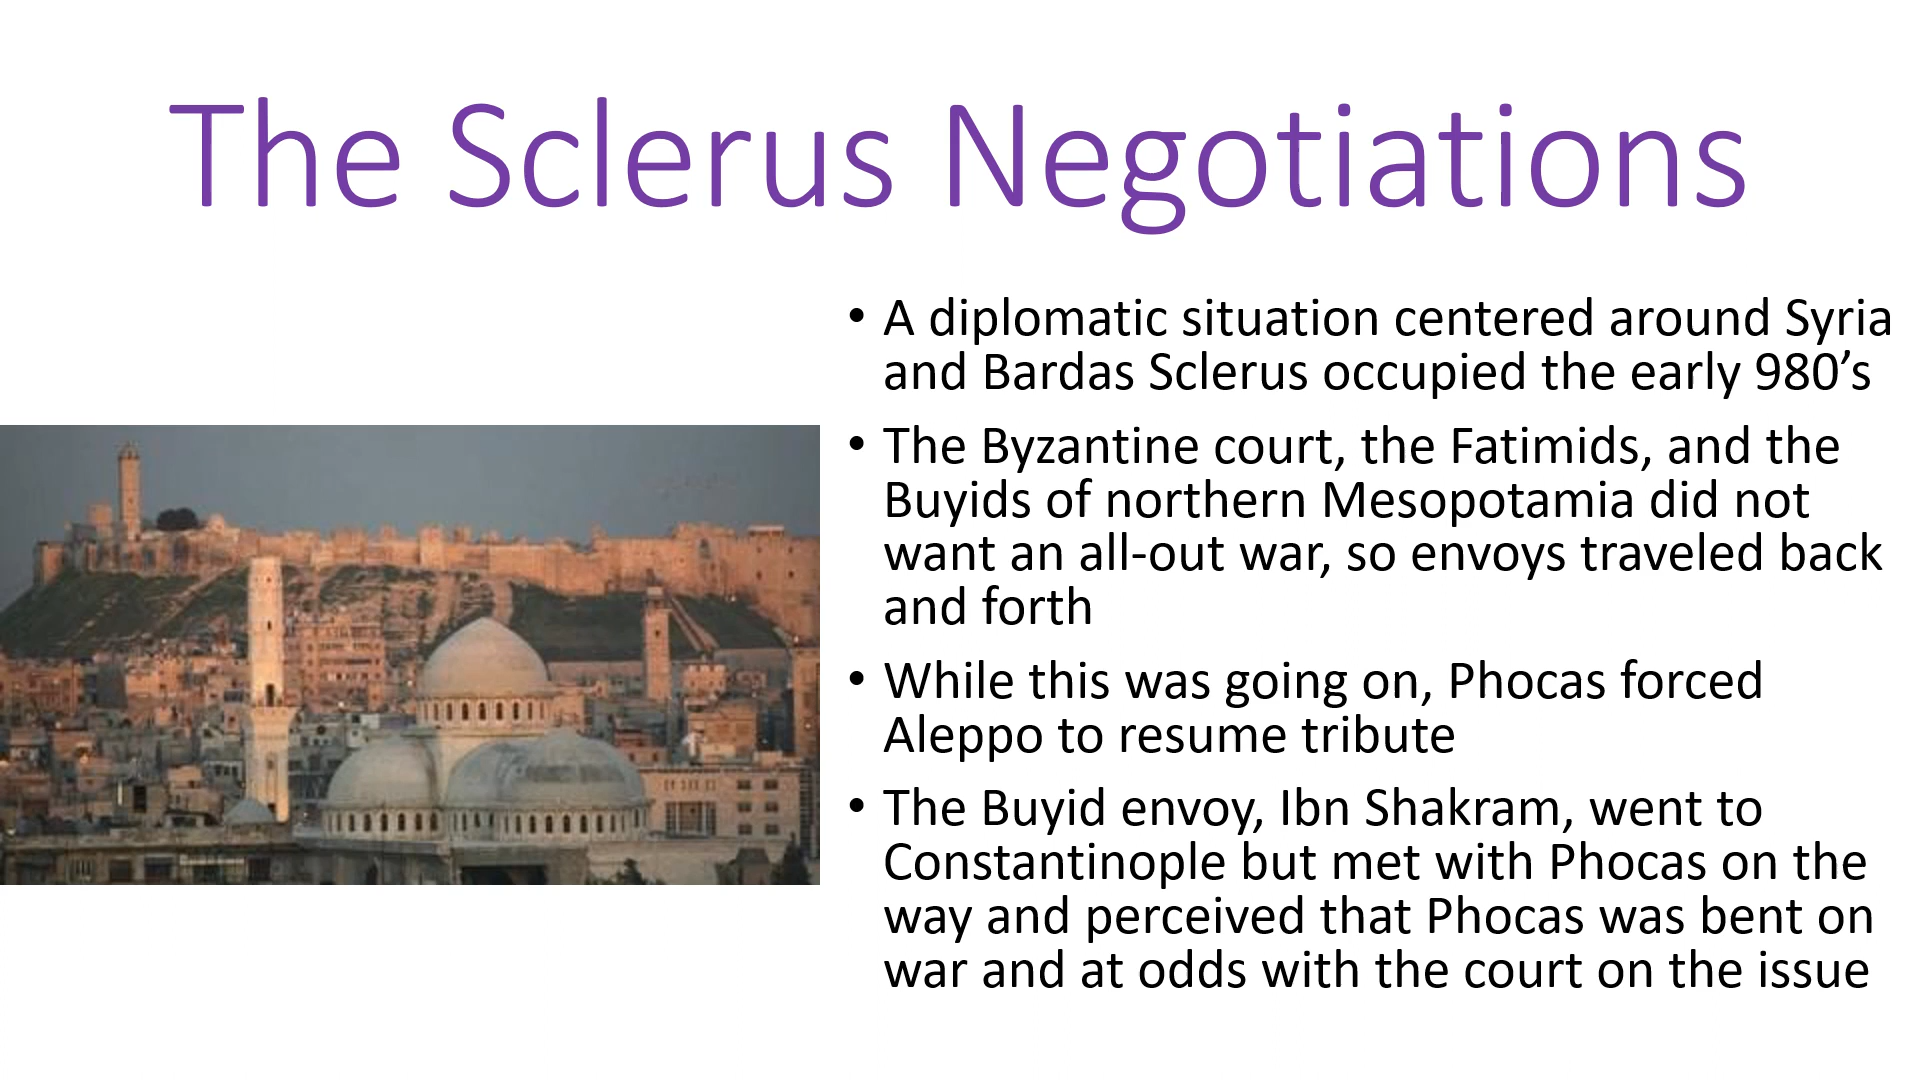 The Sclerus Negotiations
• A diplomatic situation centered around Syria
and Bardas Sclerus occupied the early 980’s
• The Byzantine court, the Fatimids, and the
Buyids of northern Mesopotamia did not
want an all-out war, so envoys traveled back
and forth
• While this was going on, Phocas forced
Aleppo to resume tribute
• The Buyid envoy, Ibn Shakram, went to
Constantinople but met with Phocas on the
way and perceived that Phocas was bent on
war and at odds with the court on the issue